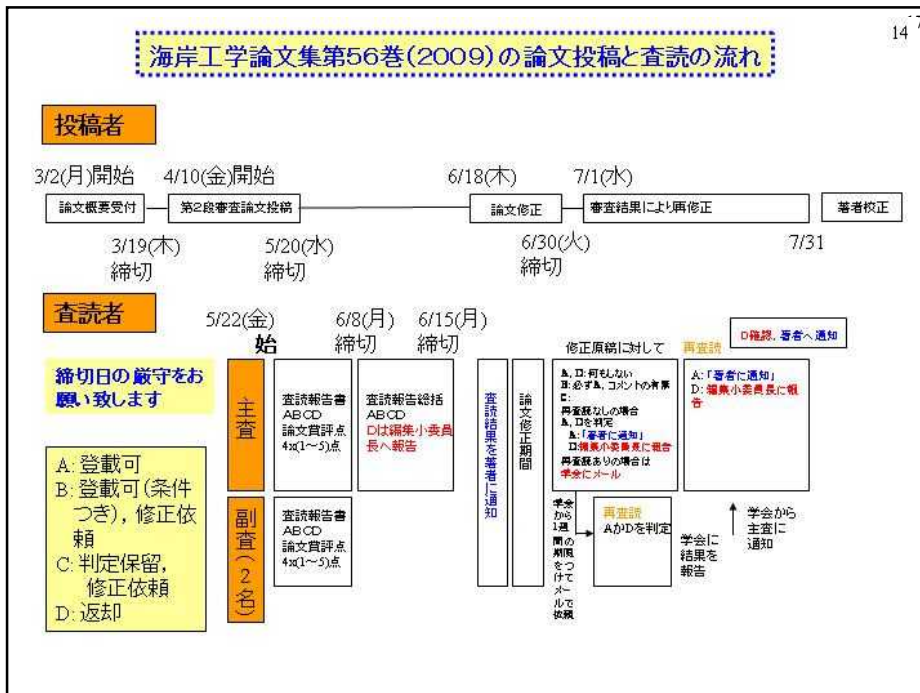 14
7
海岸工学論文集第56巻(2009)の論文投稿と査読の流れ
投稿者
3/2(月)開始
4/10(金)開始
6/18(木)
7/1(水)
論文概要受付
第2段審査論文投稿
論文修正
審査結果により再修正
著者校正
3/19(木)
締切
5/20(水)
締切
6/30(火)
締切
7/31
査読者
5/22(金)
始
6/8(月)
締切
6/15(月)
締切
修正原稿に対して
再査読
D確認、著者へ通知
締切日の厳守をお
願い致します
主査
査読報告書
ABCD
論文賞評点
4x(1~5)点
査読報告総括
ABCD
Dは編集小委員
長へ報告
査読結果を著者に通知
論文修正期間
A、D:何もしない
B:必ずA、コメントの有無
C:
再査読なしの場合
A、Dを判定
A:「著者に通知」
D:編集小委員長に報告
再査読ありの場合は
学会にメール
A:「著者に通知」
D: 編集小委員長に報
告
A: 登載可
B: 登載可(条件
つき), 修正依
頼
C: 判定保留,
修正依頼
D: 返却
副査(2名)
査読報告書
ABCD
論文賞評点
4x(1~5)点
学会
から
1週
間の
期限
をつ
けて
メー
ルで
依頼
再査読
AかDを判定
学会に
結果を
報告
学会から
主査に
通知